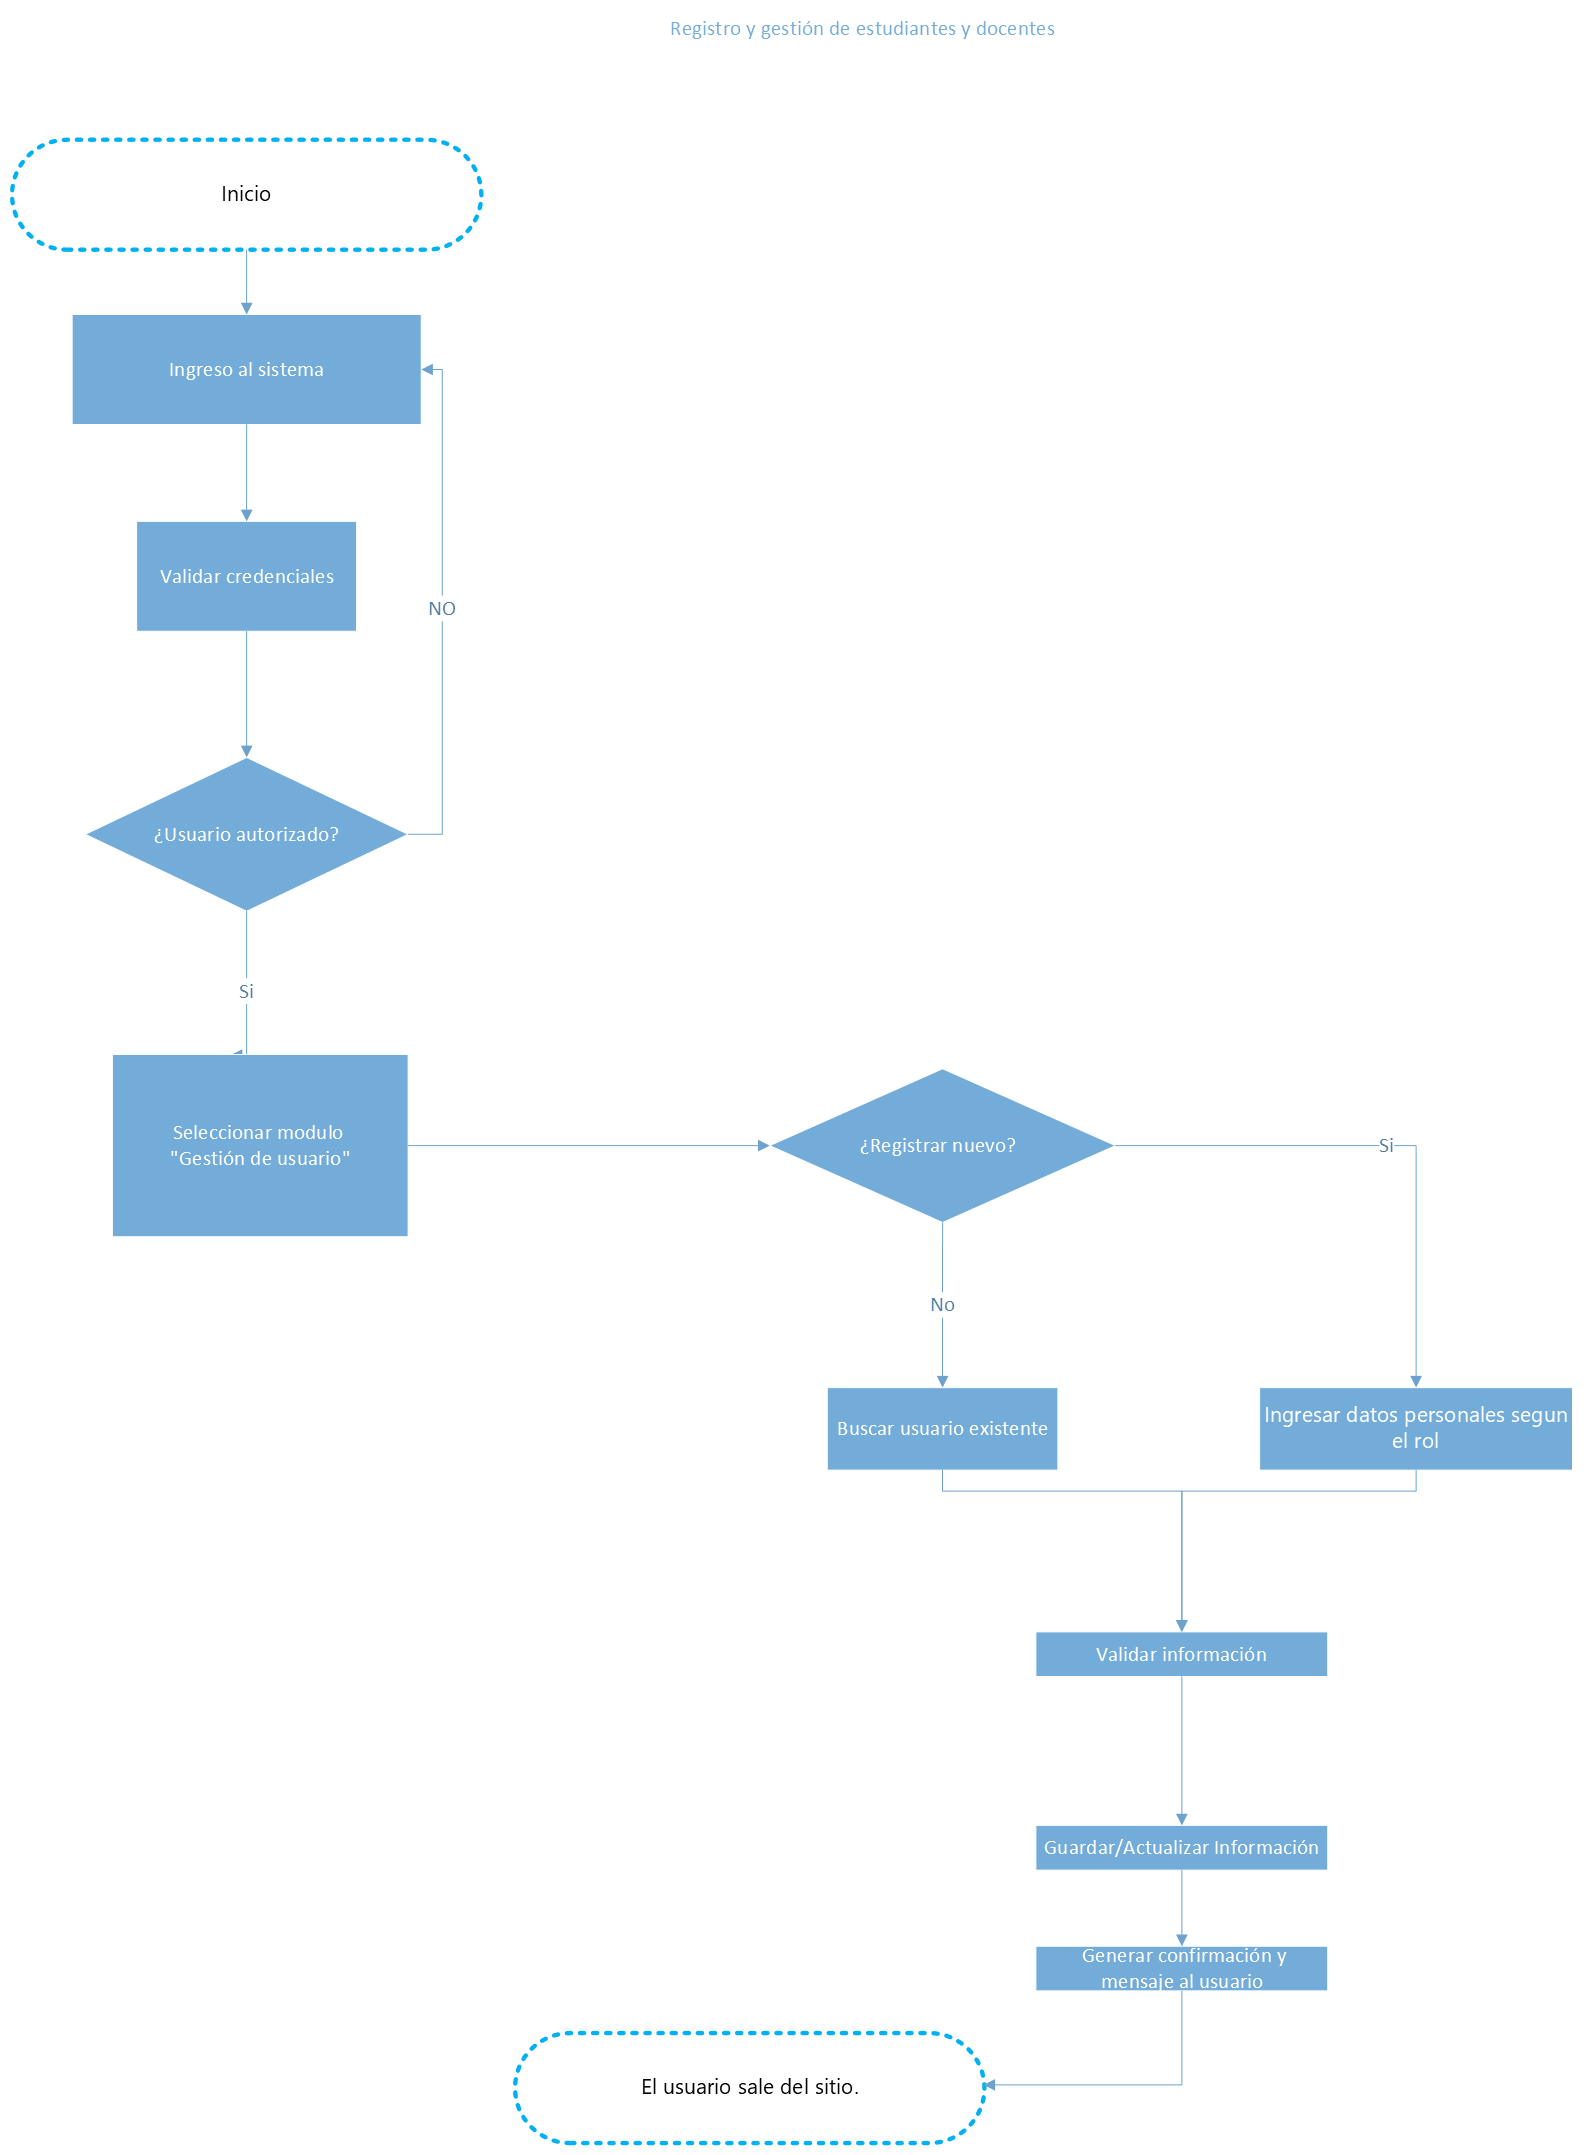 Registro y gestión de estudiantes y docentes
Inicio
Ingreso al sistema
Validar credenciales
NO
¿Usuario autorizado?
Si
Seleccionar modulo
"Gestión de usuario"
¿Registrar nuevo?
Si
No
Buscar usuario existente
Ingresar datos personales segun
el rol
Validar información
Guardar/Actualizar Información
Generar confirmación y
mensaje al usuario
El usuario sale del sitio.